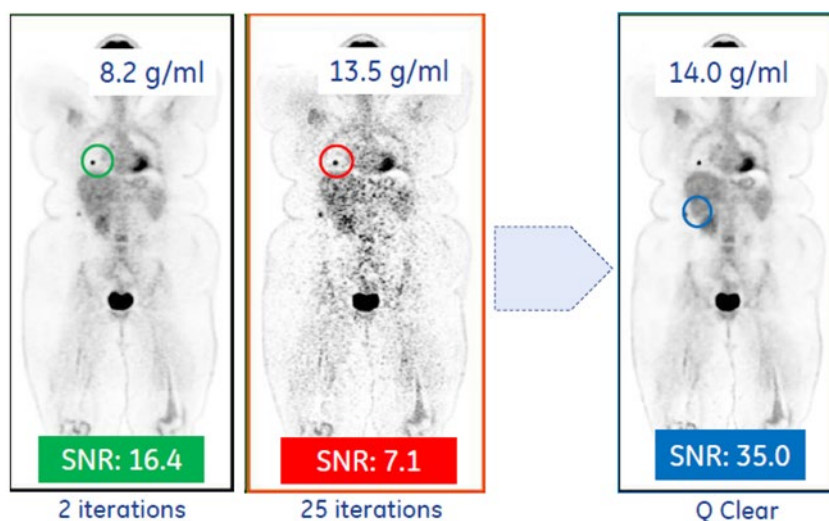 8.2 g/ml
13.5 g/ml
14.0 g/ml
SNR: 16.4
SNR: 7.1
SNR: 35.0
2 iterations
25 iterations
Q Clear